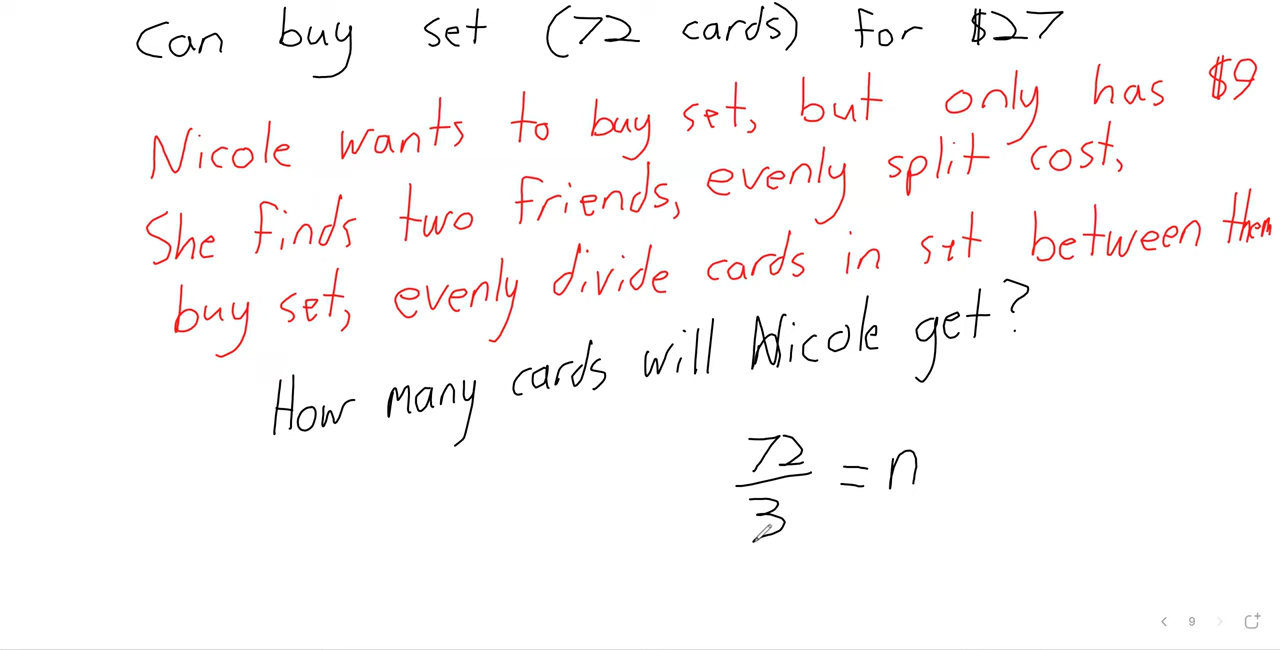 Can buy set (72 cards) for $27
Nicole wants to buy set, but only has $9
She finds two friends, evenly split cost,
buy set, evenly divide cards in set between them
How many cards will Nicole get?
72/3 = n
9